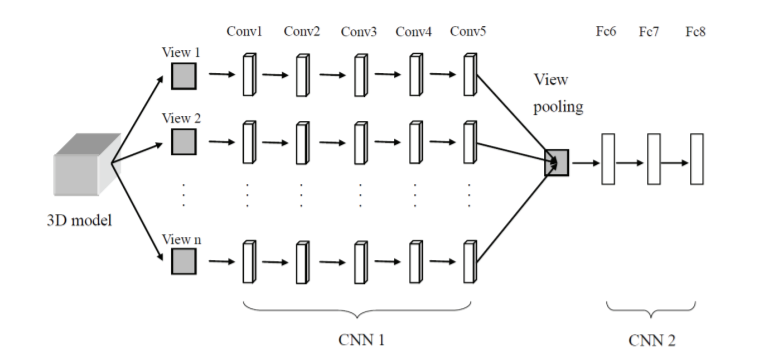 Conv1 Conv2 Conv3 Conv4 Conv5 Fc6 Fc7 Fc8
View 1
View
pooling
View 2
3D model
View n
CNN 1 CNN 2